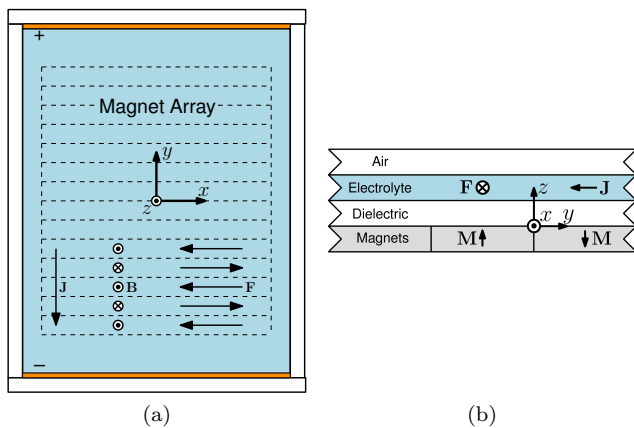 +
Magnet Array
y
x
z
J
B
F
−
(a)
Air
Electrolyte
F
z
J
Dielectric
x
y
Magnets
M
M
(b)